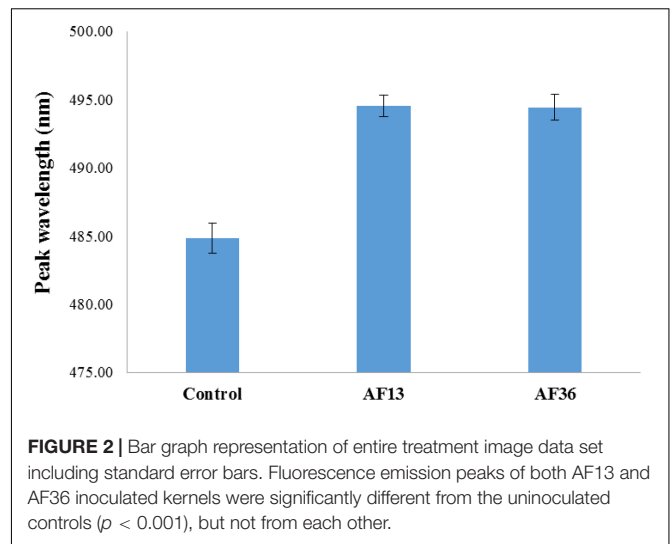 500.00
495.00
490.00
485.00
480.00
475.00
Peak wavelength (nm)
Control AF13 AF36
FIGURE 2 | Bar graph representation of entire treatment image data set
including standard error bars. Fluorescence emission peaks of both AF13 and
AF36 inoculated kernels were significantly different from the uninoculated
controls (p < 0.001), but not from each other.